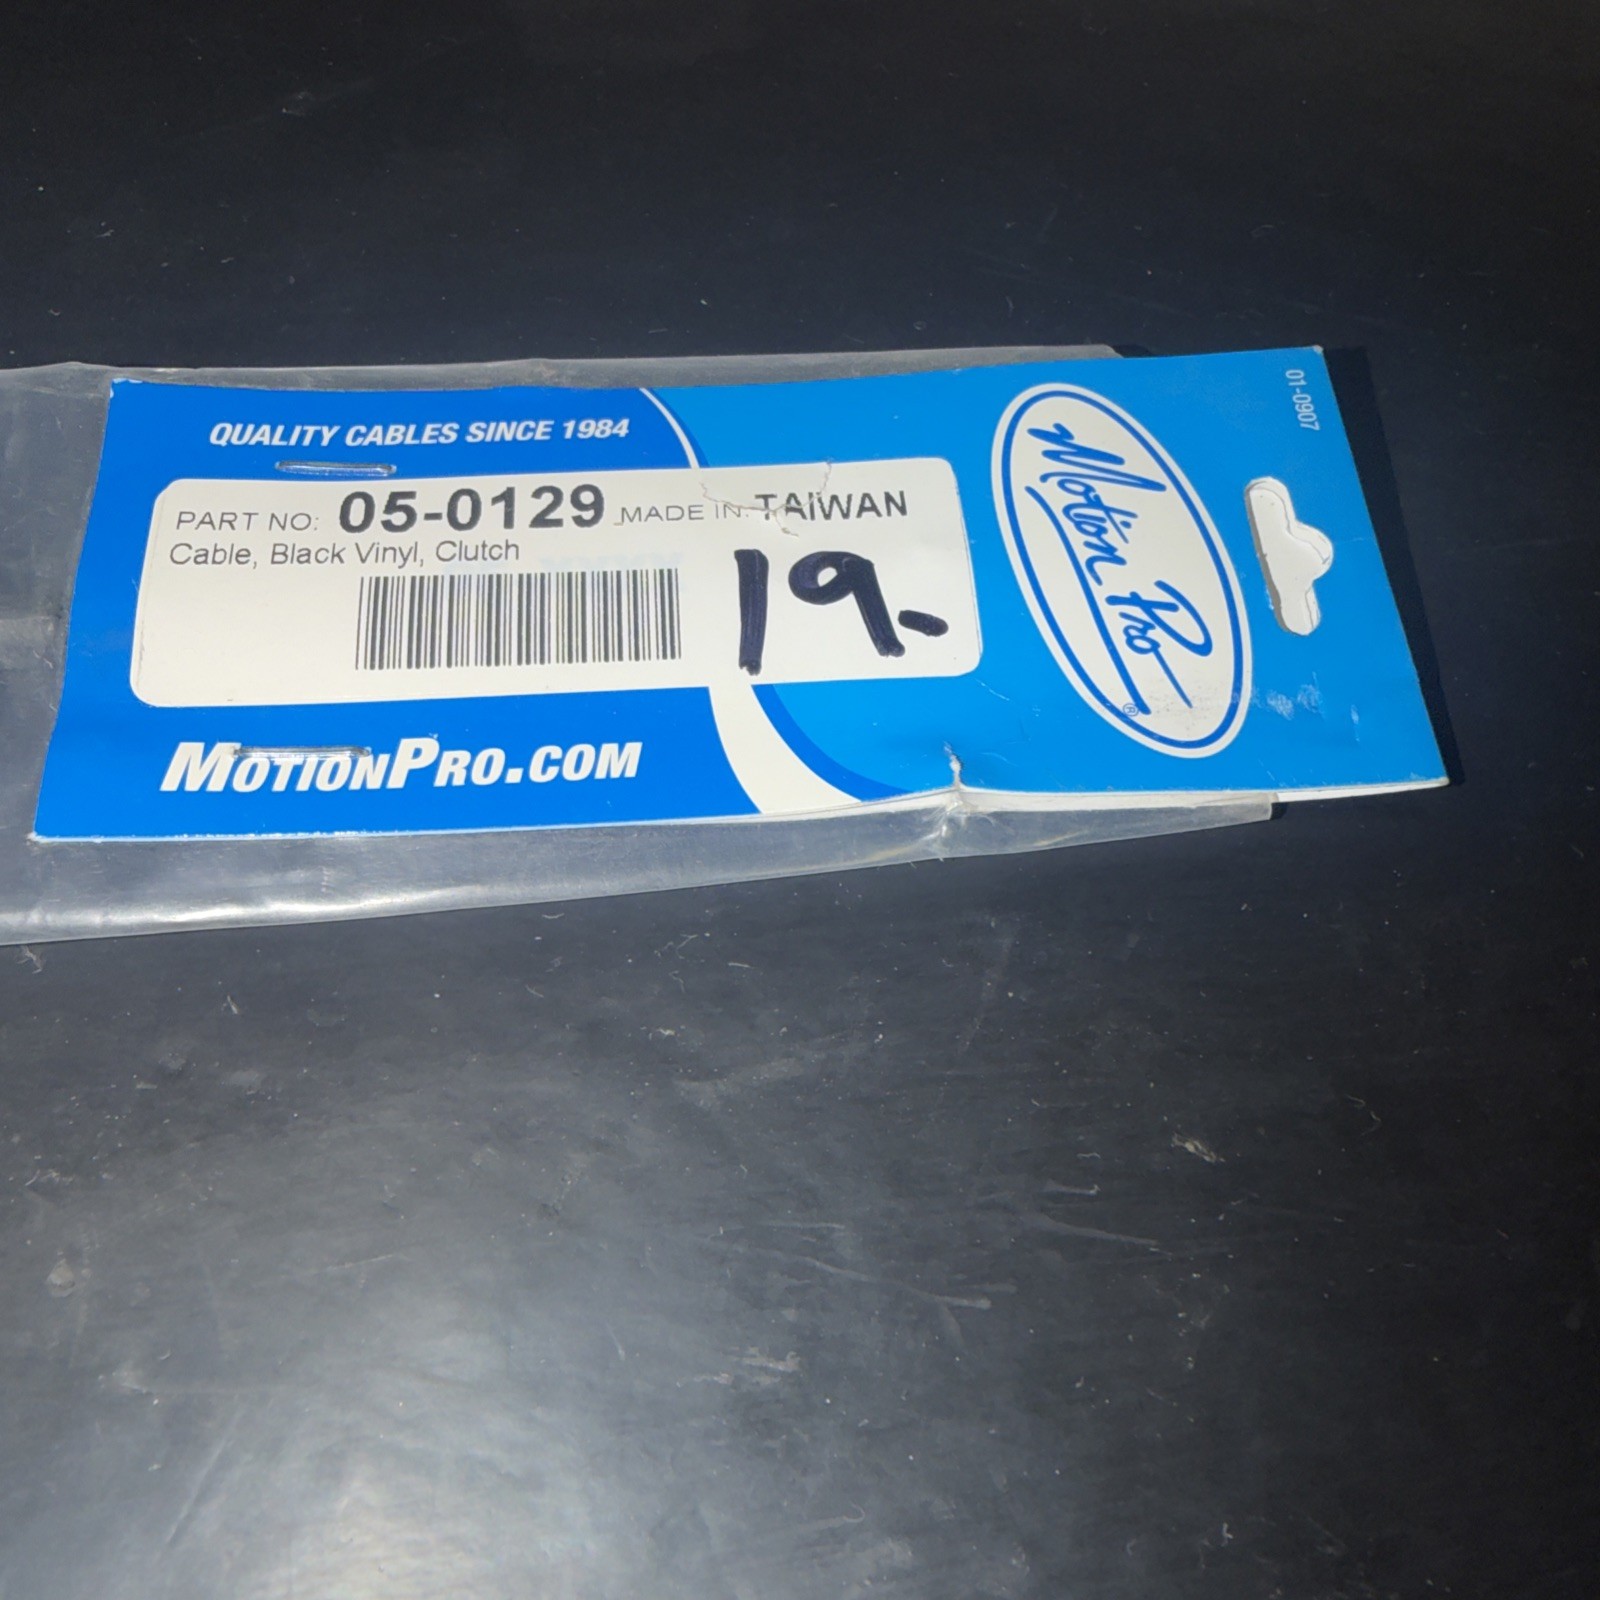 QUALITY CABLES SINCE 1984
PART NO: 05-0129 MADE IN: TAIWAN
Cable, Black Vinyl, Clutch
19.-
MOTIONPRO.COM
Motion Pro®
01-0907